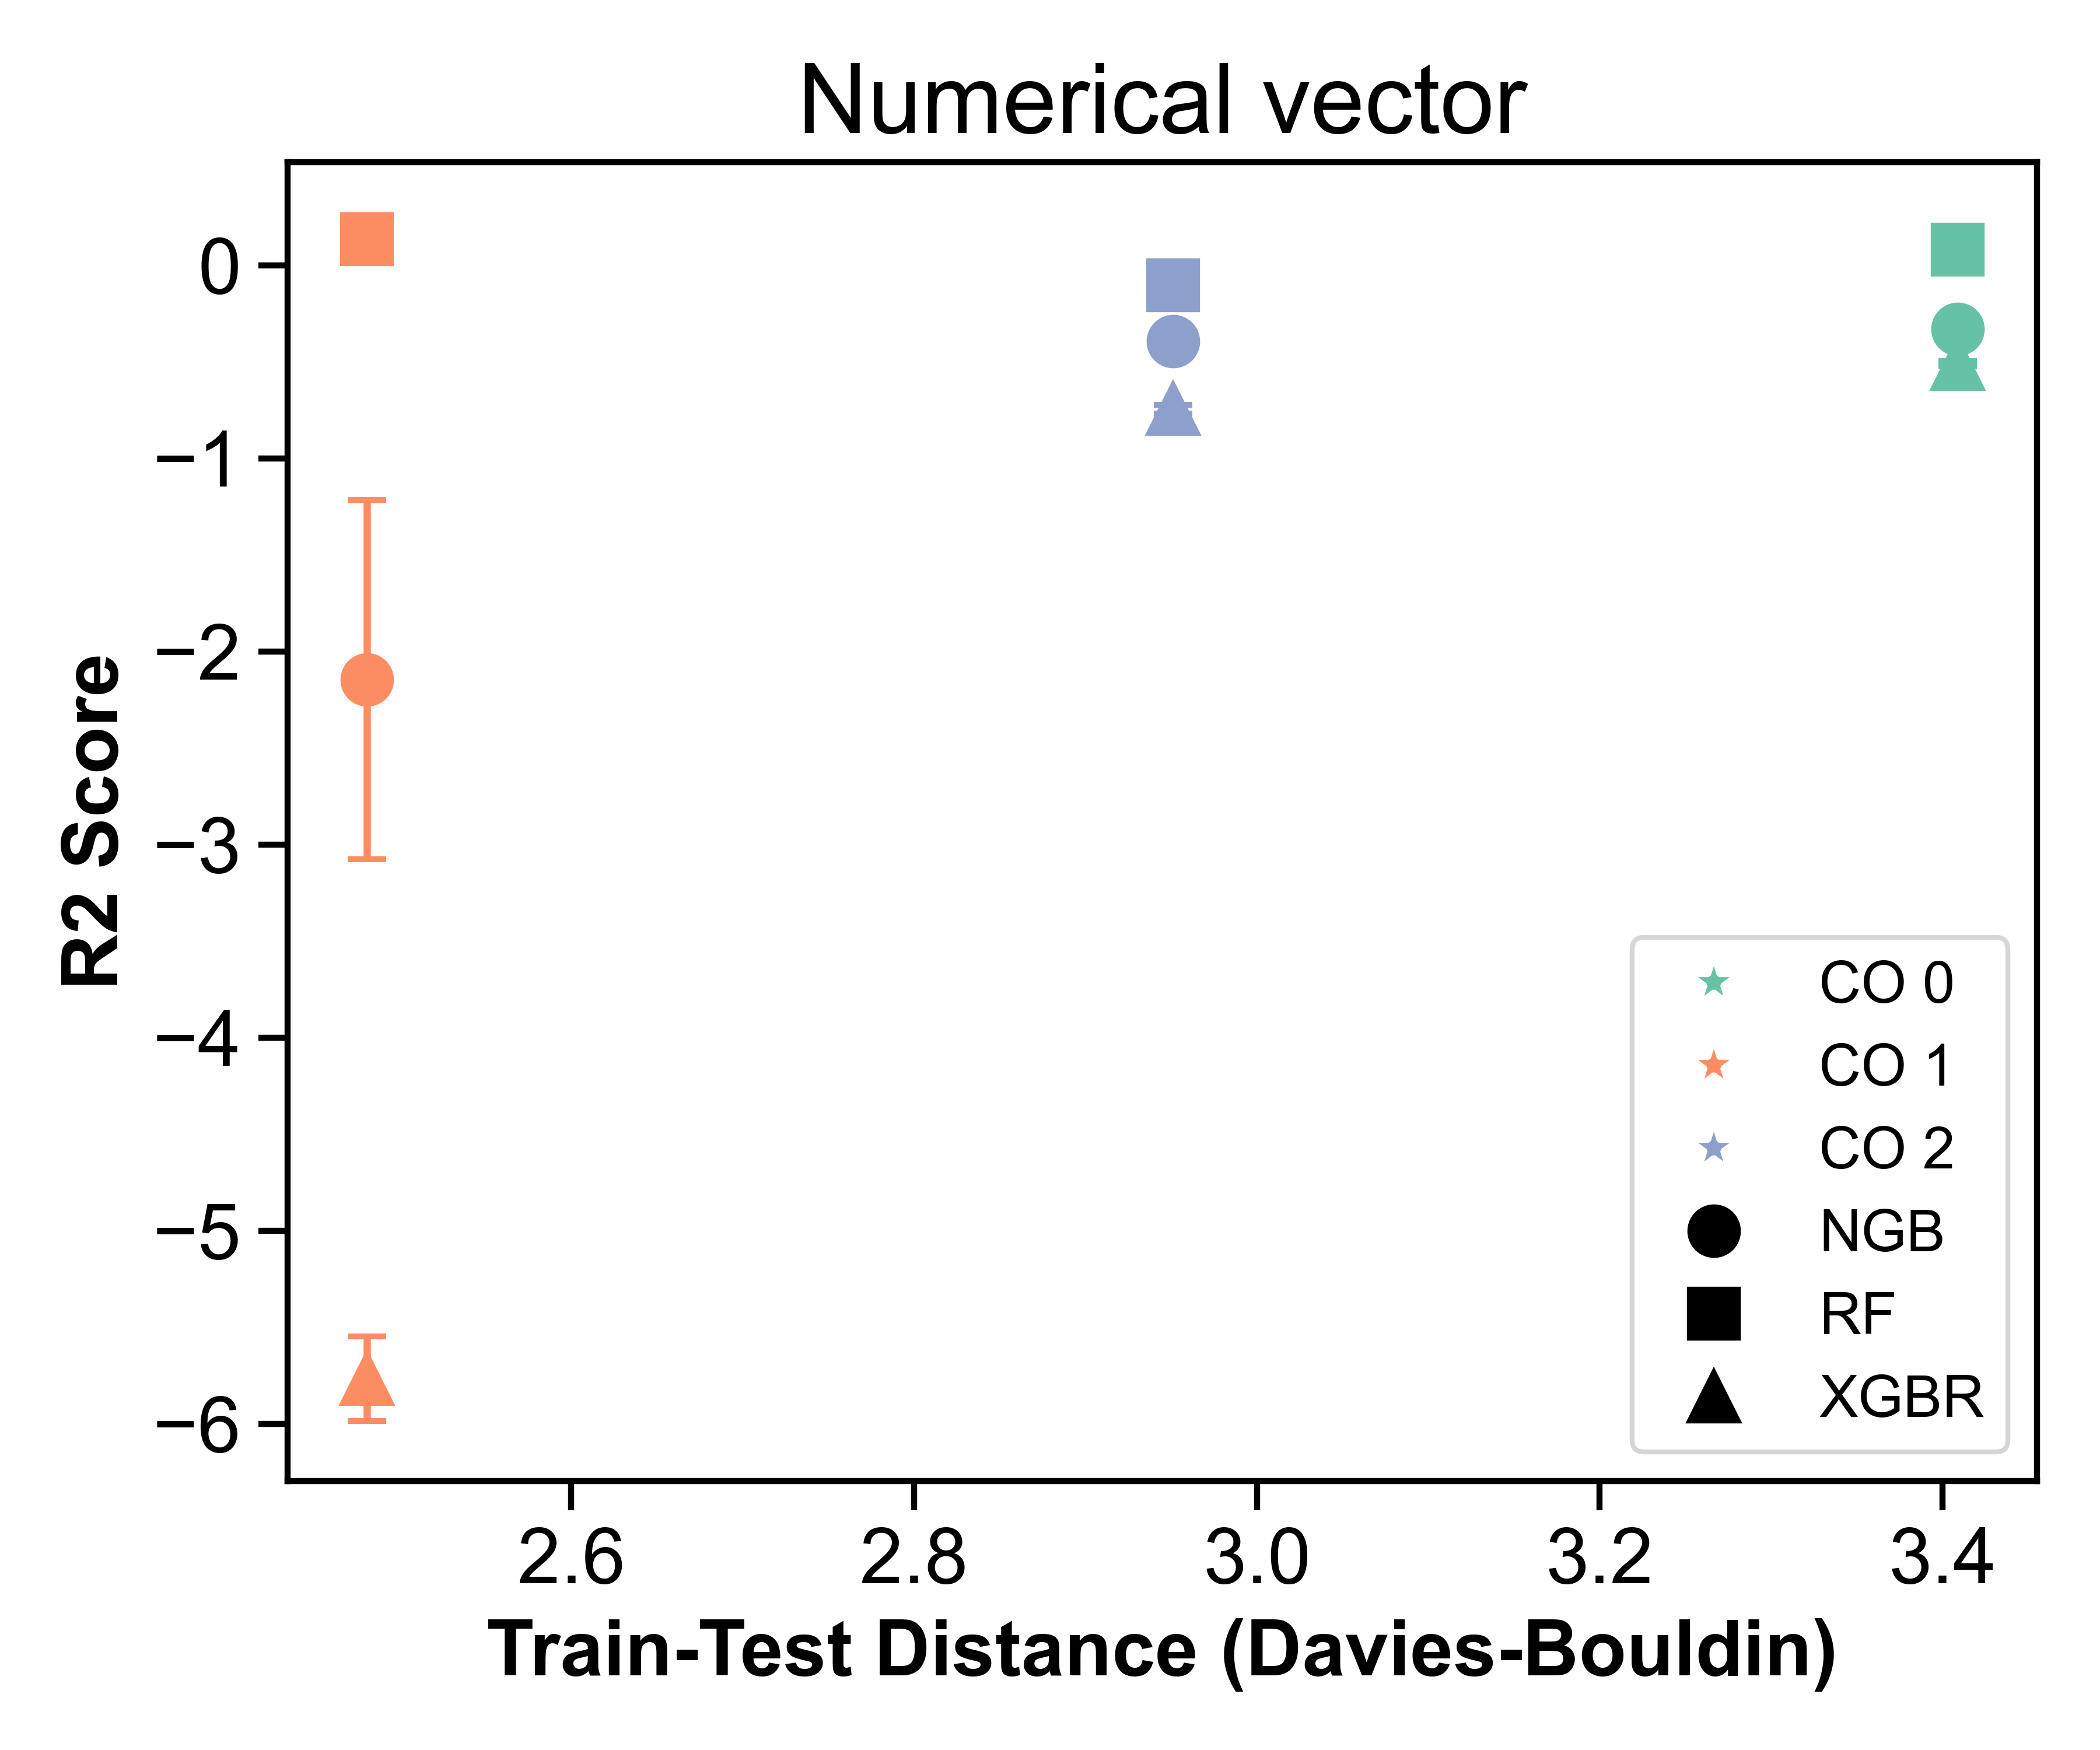 Numerical vector
R2 Score
0
−1
−2
−3
−4
−5
−6
CO 0
CO 1
CO 2
NGB
RF
XGBR
2.6 2.8 3.0 3.2 3.4
Train-Test Distance (Davies-Bouldin)